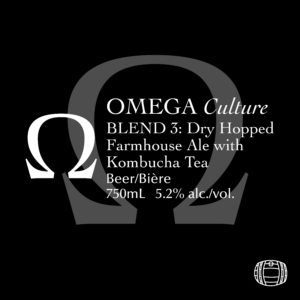 Ω
OMEGA Culture
BLEND 3: Dry Hopped
Farmhouse Ale with
Kombucha Tea
Beer/Bière
750mL 5.2% alc./vol.